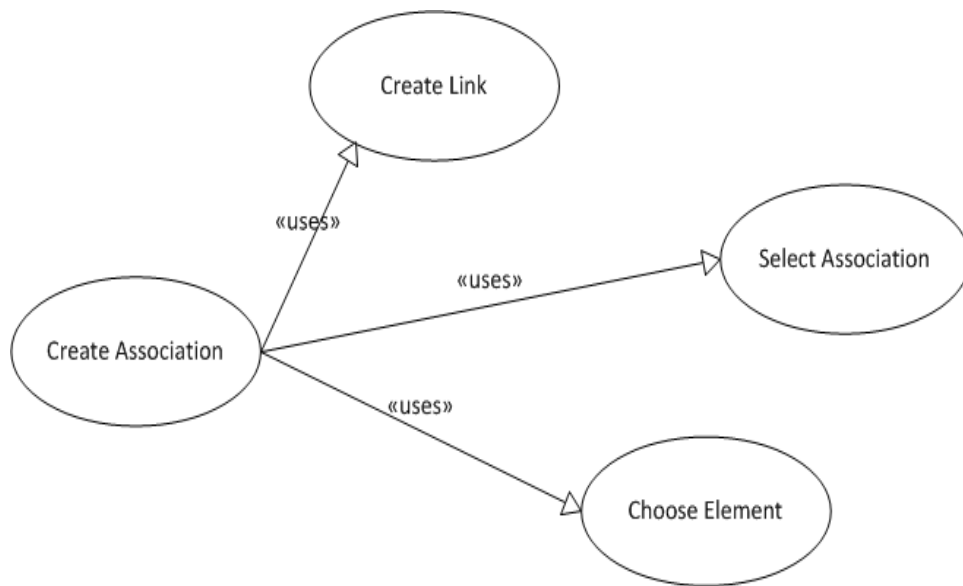 Create Link
«uses»
Select Association
«uses»
Create Association
«uses»
Choose Element